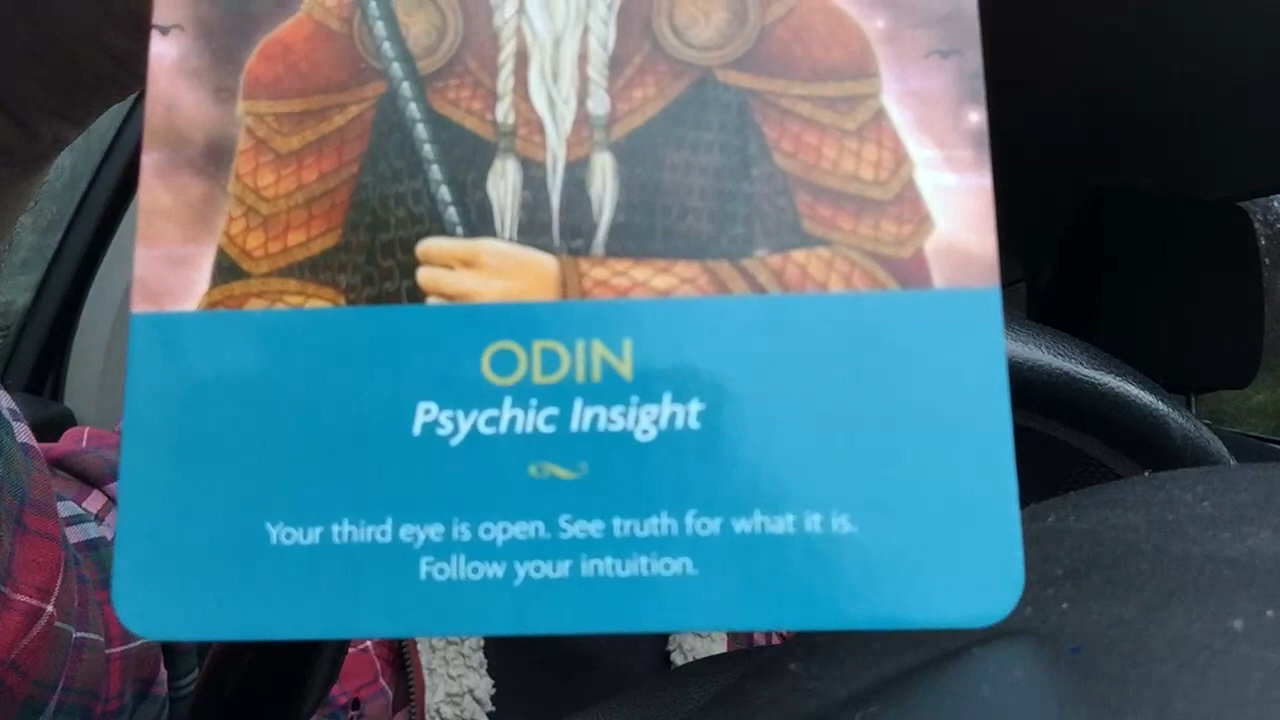 ODIN
Psychic Insight
Your third eye is open. See truth for what it is.
Follow your intuition.